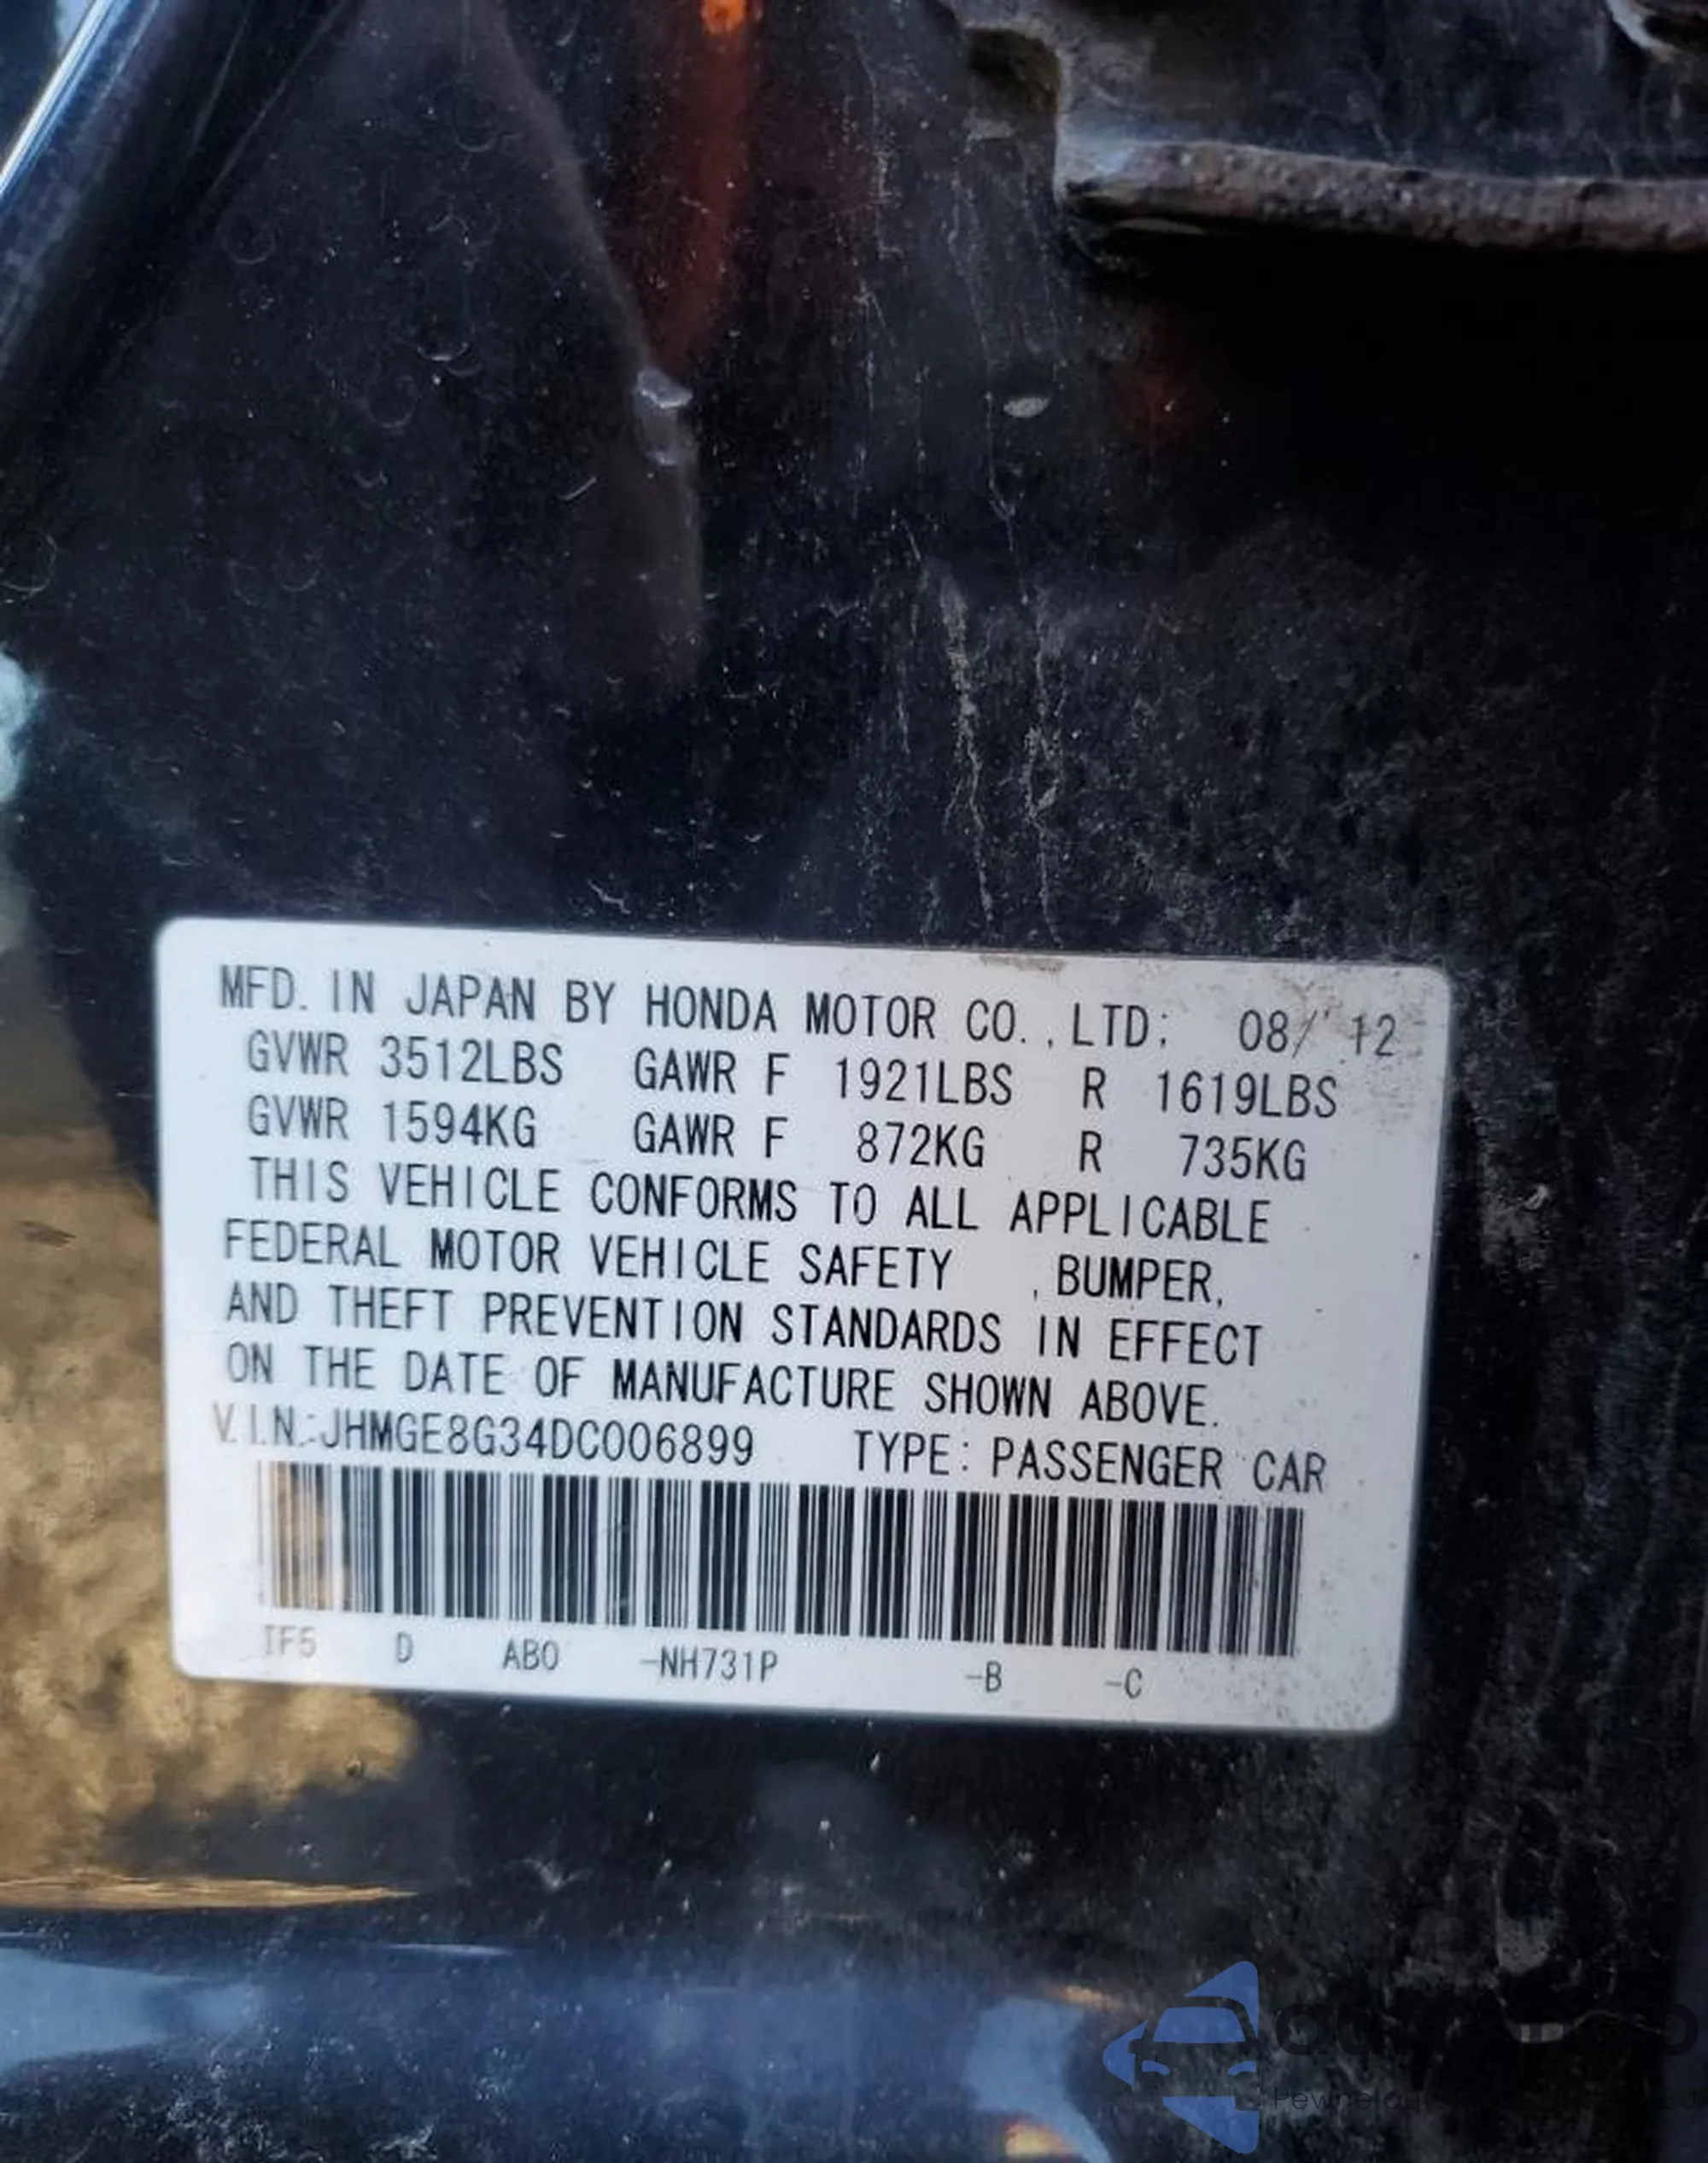 MFD. IN JAPAN BY HONDA MOTOR CO.,LTD; 08/'12
GVWR 3512LBS GAWR F 1921LBS R 1619LBS
GVWR 1594KG GAWR F 872KG R 735KG
THIS VEHICLE CONFORMS TO ALL APPLICABLE
FEDERAL MOTOR VEHICLE SAFETY , BUMPER,
AND THEFT PREVENTION STANDARDS IN EFFECT
ON THE DATE OF MANUFACTURE SHOWN ABOVE.
V.I.N.:JHMGE8G34DC006899 TYPE: PASSENGER CAR
TF5 D AB0 -NH731P -B -C